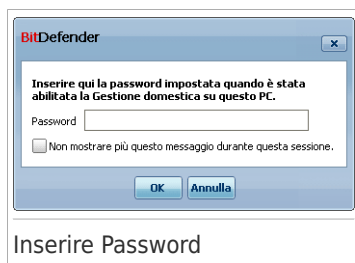 BitDefender
Inserire qui la password impostata quando è stata
abilitata la Gestione domestica su questo PC.
Password
Non mostrare più questo messaggio durante questa sessione.
OK Annulla
Inserire Password